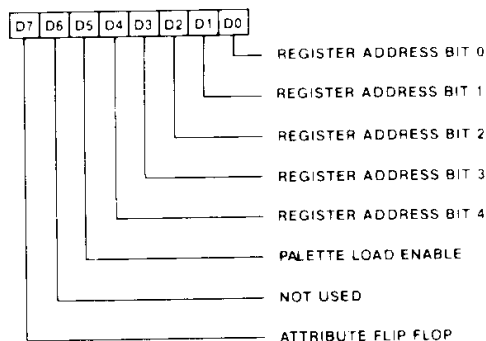 D7 D6 D5 D4 D3 D2 D1 D0
REGISTER ADDRESS BIT 0
REGISTER ADDRESS BIT 1
REGISTER ADDRESS BIT 2
REGISTER ADDRESS BIT 3
REGISTER ADDRESS BIT 4
PALETTE LOAD ENABLE
NOT USED
ATTRIBUTE FLIP FLOP